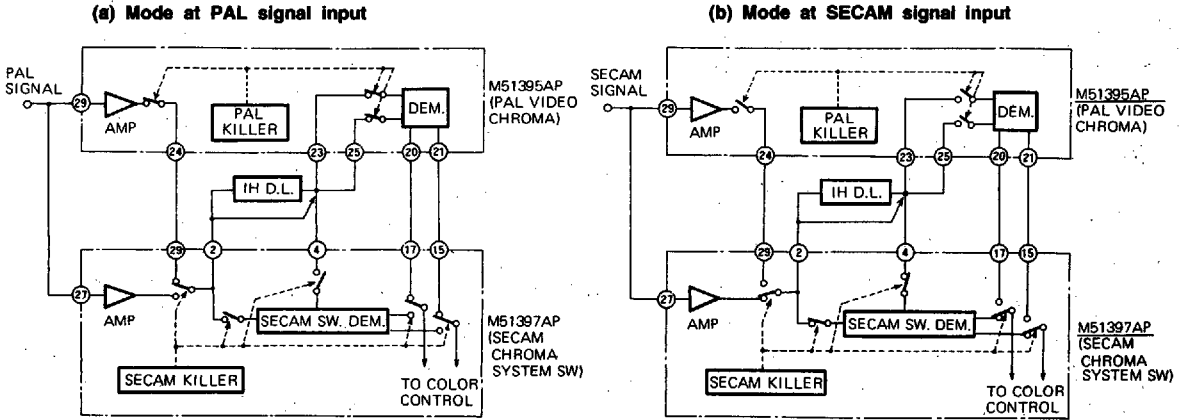 (a) Mode at PAL signal input
PAL
SIGNAL
29
AMP
PAL
KILLER
DEM.
M51395AP
(PAL VIDEO
CHROMA)
24
23
25
20
21
IH D.L.
29
2
4
17
15
27
AMP
SECAM SW. DEM.
M51397AP
(SECAM
CHROMA
SYSTEM SW)
SECAM KILLER
TO COLOR
CONTROL
(b) Mode at SECAM signal input
SECAM
SIGNAL
29
AMP
PAL
KILLER
DEM.
M51395AP
(PAL VIDEO
CHROMA)
24
23
25
20
21
IH D.L.
29
2
4
17
15
27
AMP
SECAM SW. DEM.
M51397AP
(SECAM
CHROMA
SYSTEM SW)
SECAM KILLER
TO COLOR
CONTROL